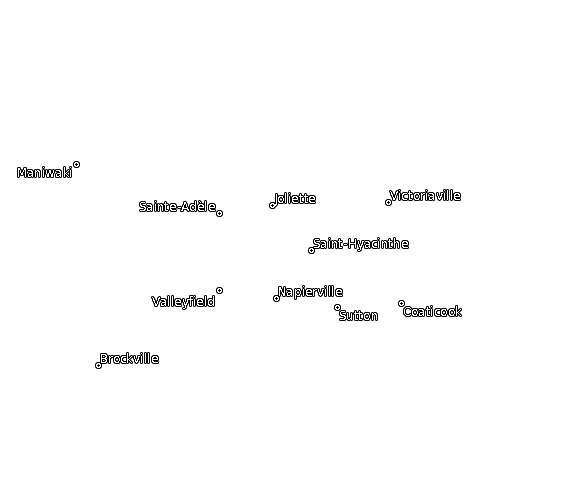 Maniwaki
Victoriaville
Joliette
Sainte-Adèle
Saint-Hyacinthe
Napierville
Valleyfield
Coaticook
Sutton
Brockville